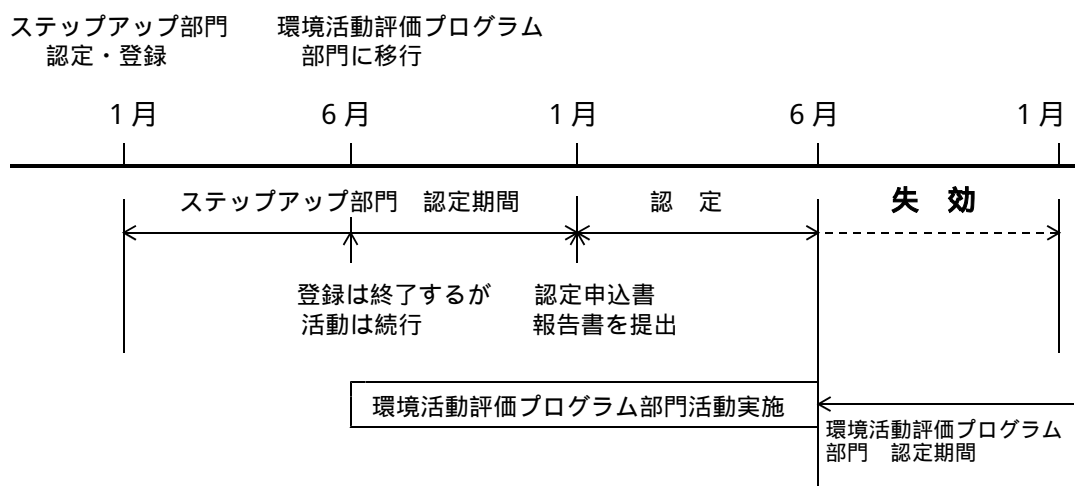 ステップアップ部門
認定・登録
環境活動評価プログラム
部門に移行
1月 6月 1月 6月 1月
ステップアップ部門　認定期間
認　定
失　効
登録は終了するが
活動は続行
認定申込書
報告書を提出
環境活動評価プログラム部門活動実施
環境活動評価プログラム
部門　認定期間